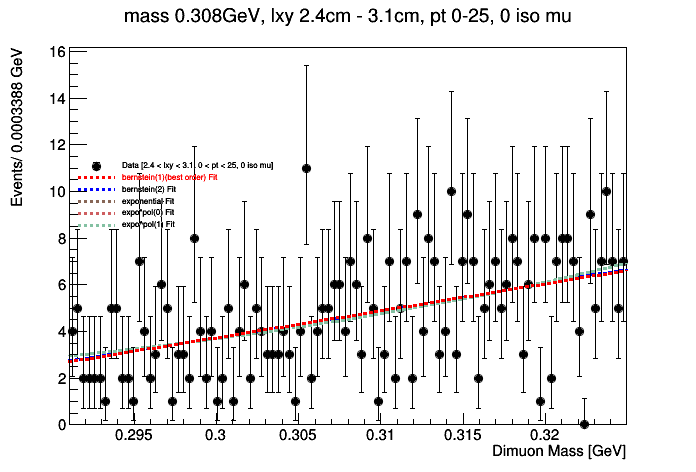 mass 0.308GeV, lxy 2.4cm - 3.1cm, pt 0-25, 0 iso mu
Events/ 0.0003388 GeV
16
14
12
Data [2.4 < lxy < 3.1, 0 < pt < 25, 0 iso mu]
bernstein(1)(best order) Fit
10
bernstein(2) Fit
exponential Fit
expo*pol(0) Fit
expo*pol(1) Fit
8
6
4
2
0
0.295 0.3 0.305 0.31 0.315 0.32
Dimuon Mass [GeV]